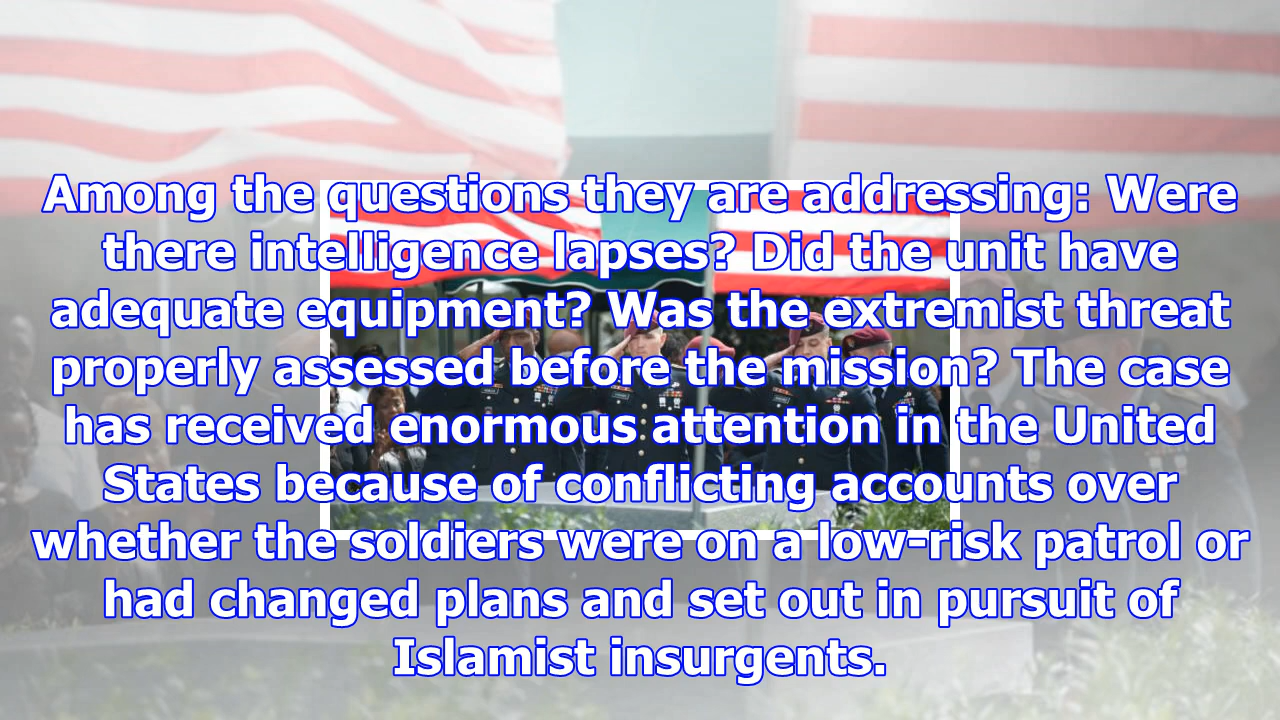 Among the questions they are addressing: Were
there intelligence lapses? Did the unit have
adequate equipment? Was the extremist threat
properly assessed before the mission? The case
has received enormous attention in the United
States because of conflicting accounts over
whether the soldiers were on a low-risk patrol or
had changed plans and set out in pursuit of
Islamist insurgents.